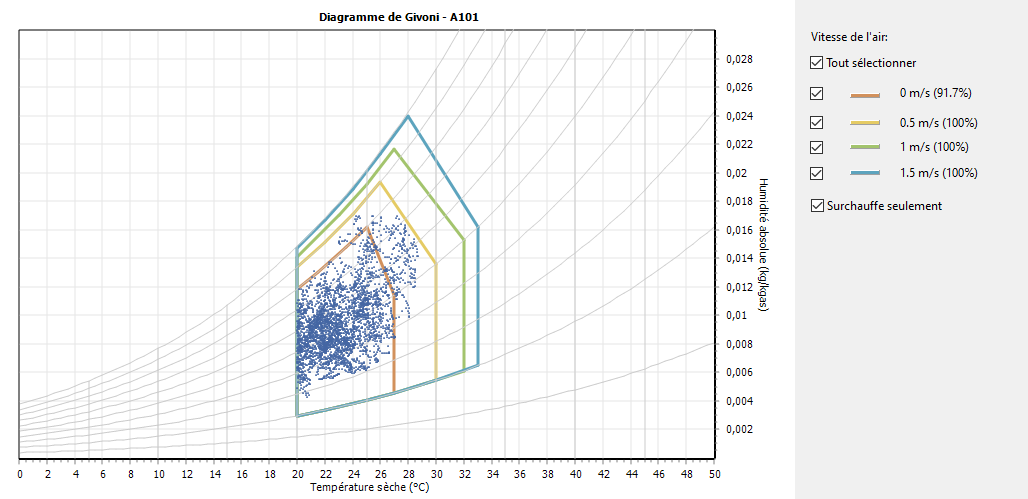 Diagramme de Givoni - A101
0,028
0,026
0,024
0,022
0,02
0,018
0,016
0,014
0,012
0,01
0,008
0,006
0,004
0,002
Humidité absolue (kg/kgas)
0 2 4 6 8 10 12 14 16 18 20 22 24 26 28 30 32 34 36 38 40 42 44 46 48 50
Température sèche (°C)
Vitesse de l'air:
Tout sélectionner
0 m/s (91.7%)
0.5 m/s (100%)
1 m/s (100%)
1.5 m/s (100%)
Surchauffe seulement